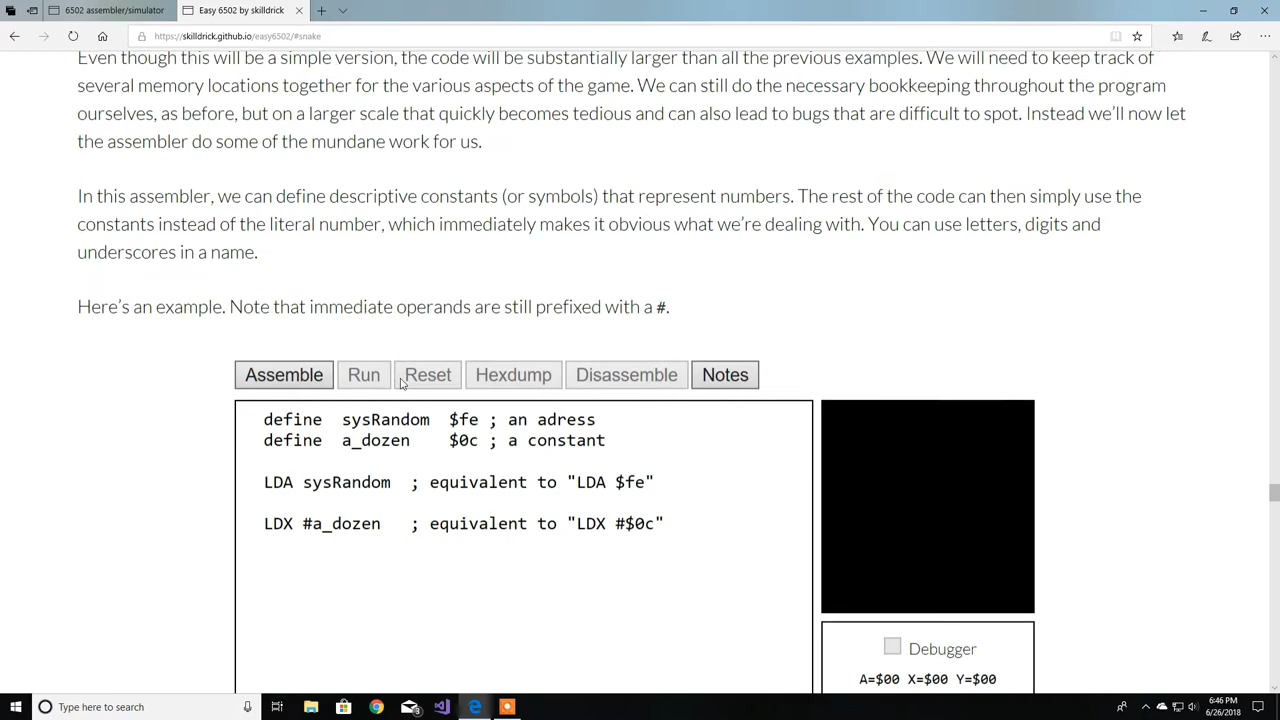 6502 assembler/simulator
Easy 6502 by skilldrick
https://skilldrick.github.io/easy6502/#snake
Even though this will be a simple version, the code will be substantially larger than all the previous examples. We will need to keep track of
several memory locations together for the various aspects of the game. We can still do the necessary bookkeeping throughout the program
ourselves, as before, but on a larger scale that quickly becomes tedious and can also lead to bugs that are difficult to spot. Instead we'll now let
the assembler do some of the mundane work for us.
In this assembler, we can define descriptive constants (or symbols) that represent numbers. The rest of the code can then simply use the
constants instead of the literal number, which immediately makes it obvious what we're dealing with. You can use letters, digits and
underscores in a name.
Here's an example. Note that immediate operands are still prefixed with a #.
Assemble Run Reset Hexdump Disassemble Notes
define sysRandom $fe ; an adress
define a_dozen $0c ; a constant
LDA sysRandom ; equivalent to "LDA $fe"
LDX #a_dozen ; equivalent to "LDX #$0c"
Debugger
A=$00 X=$00 Y=$00
Type here to search
3
6:46 PM
6/26/2018